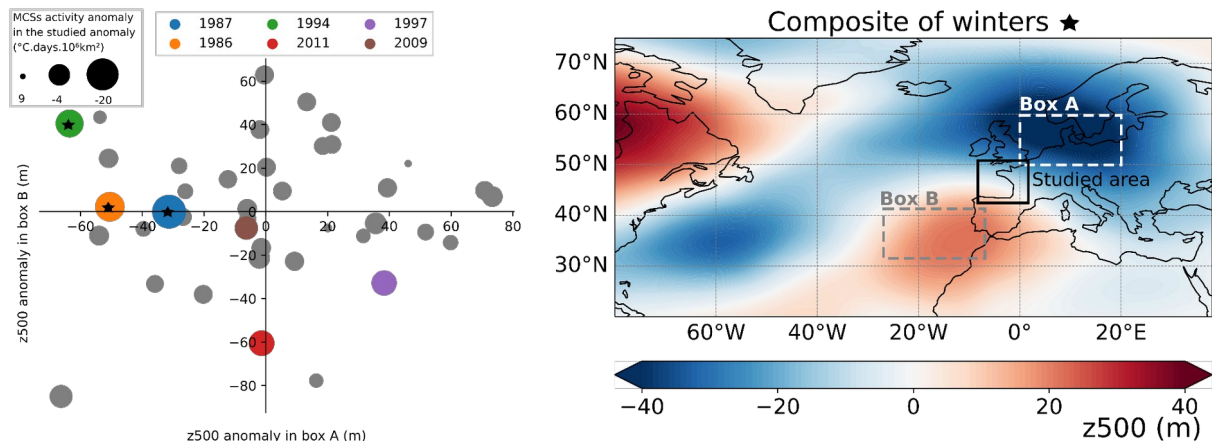 MCSs activity anomaly
in the studied anomaly
(°C.days.10⁶km²)
9 -4 -20
1987 1994 1997
1986 2011 2009
z500 anomaly in box B (m)
60
40
20
0
−20
−40
−60
−80
−60 −40 −20 0 20 40 60 80
z500 anomaly in box A (m)
Composite of winters ★
70°N
60°N
50°N
40°N
30°N
Box A
Studied area
Box B
60°W 40°W 20°W 0° 20°E
−40 −20 0 20 40
z500 (m)